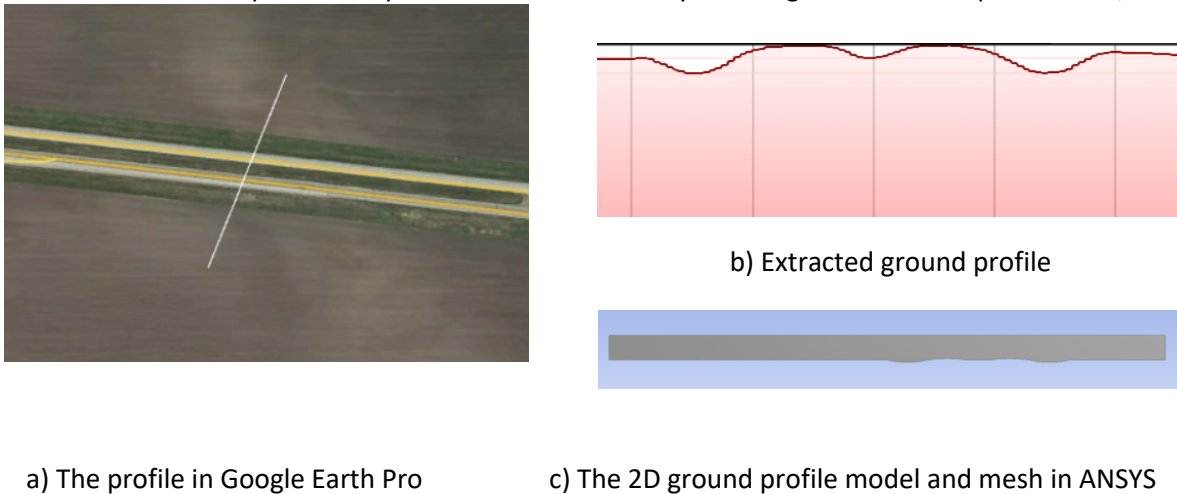 b) Extracted ground profile
a) The profile in Google Earth Pro
c) The 2D ground profile model and mesh in ANSYS